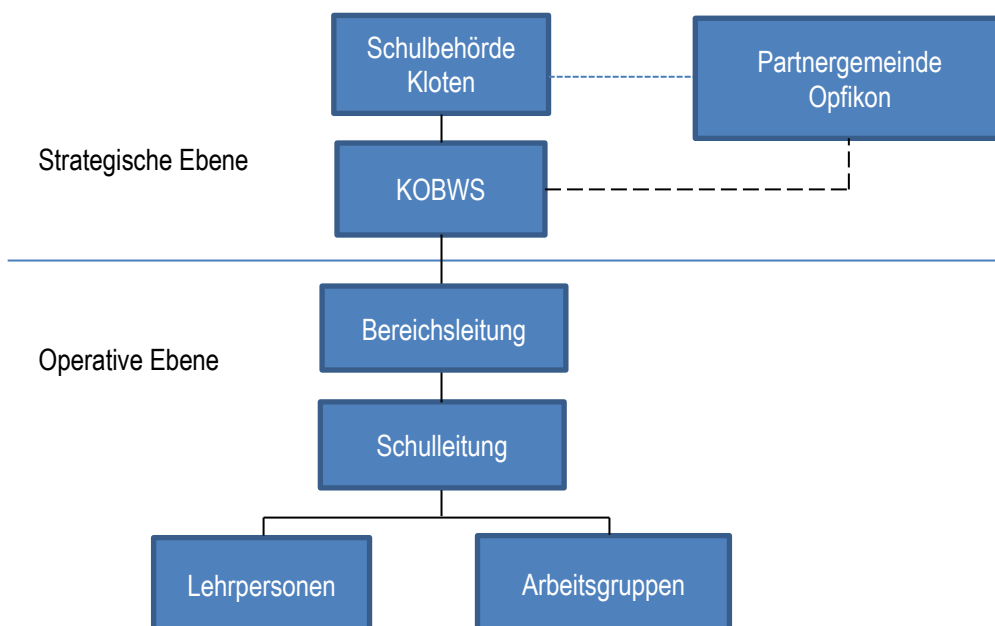 Schulbehörde
Kloten
Partnergemeinde
Opfikon
Strategische Ebene
KOBWS
Bereichsleitung
Operative Ebene
Schulleitung
Lehrpersonen
Arbeitsgruppen